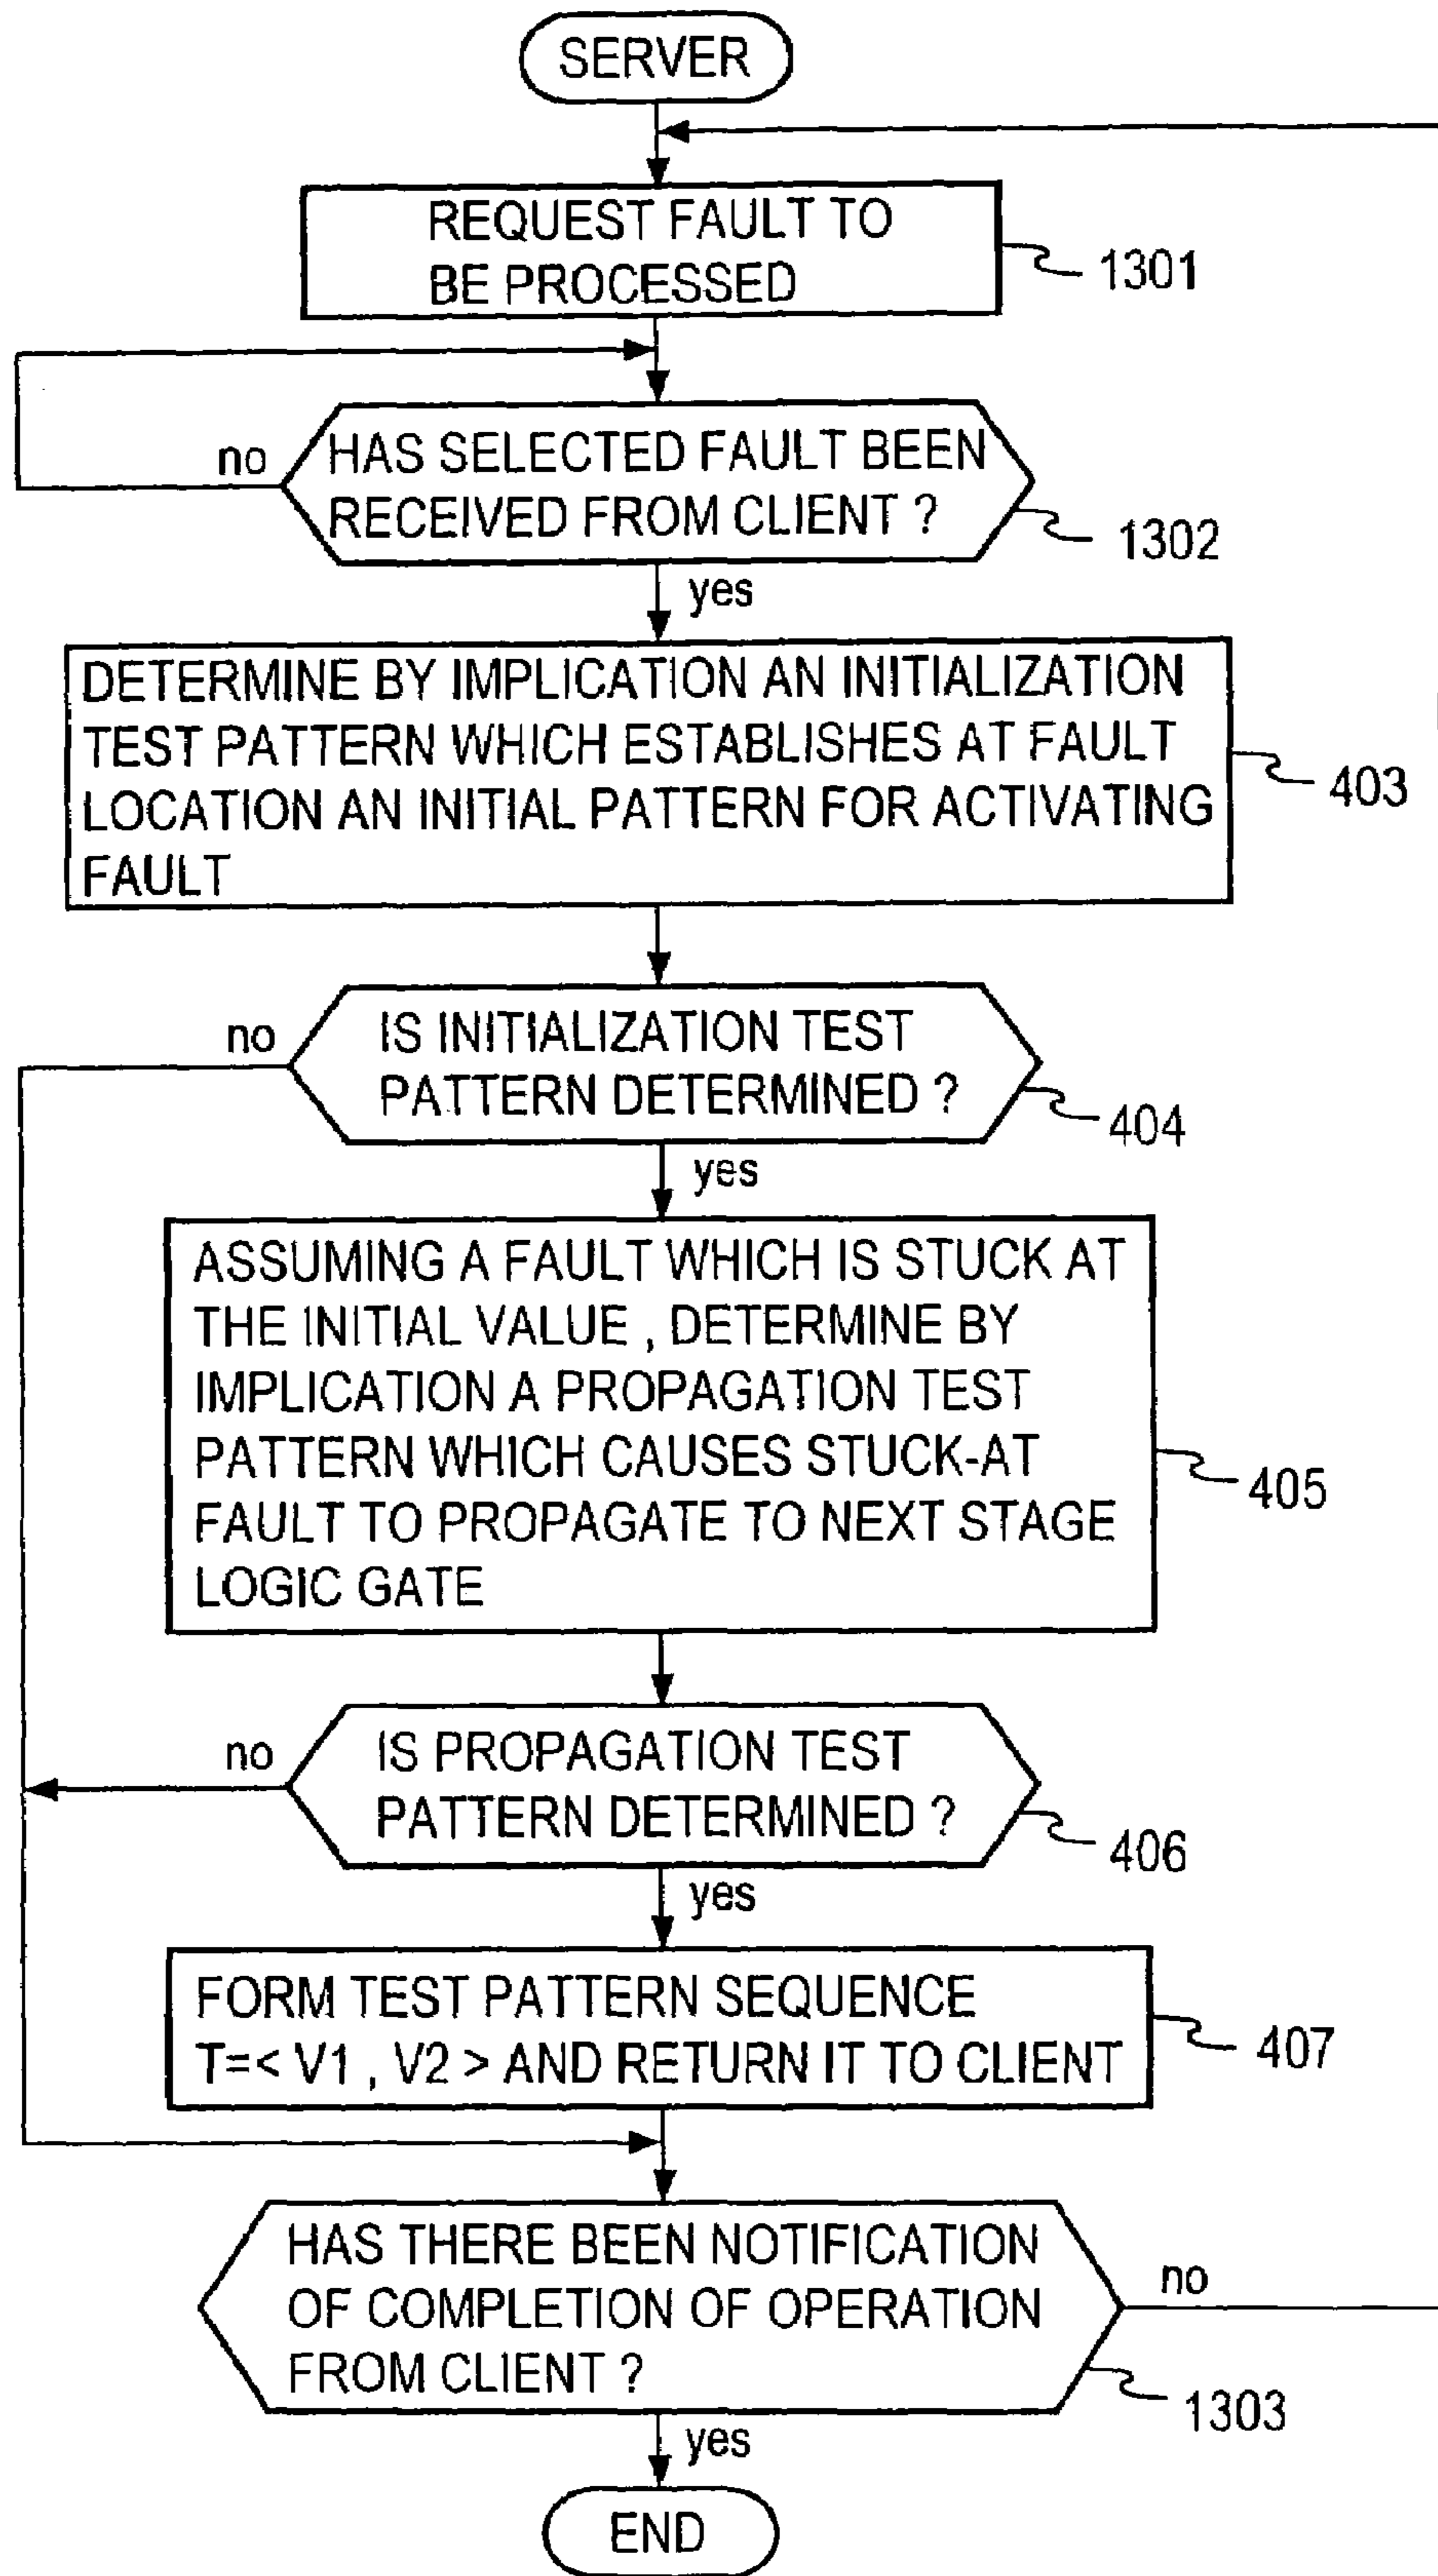 SERVER
REQUEST FAULT TO
BE PROCESSED
1301
no
HAS SELECTED FAULT BEEN
RECEIVED FROM CLIENT ?
1302
yes
DETERMINE BY IMPLICATION AN INITIALIZATION
TEST PATTERN WHICH ESTABLISHES AT FAULT
LOCATION AN INITIAL PATTERN FOR ACTIVATING
FAULT
403
no
IS INITIALIZATION TEST
PATTERN DETERMINED ?
404
yes
ASSUMING A FAULT WHICH IS STUCK AT
THE INITIAL VALUE , DETERMINE BY
IMPLICATION A PROPAGATION TEST
PATTERN WHICH CAUSES STUCK-AT
FAULT TO PROPAGATE TO NEXT STAGE
LOGIC GATE
405
no
IS PROPAGATION TEST
PATTERN DETERMINED ?
406
yes
FORM TEST PATTERN SEQUENCE
T=< V1 , V2 > AND RETURN IT TO CLIENT
407
HAS THERE BEEN NOTIFICATION
OF COMPLETION OF OPERATION
FROM CLIENT ?
no
1303
yes
END